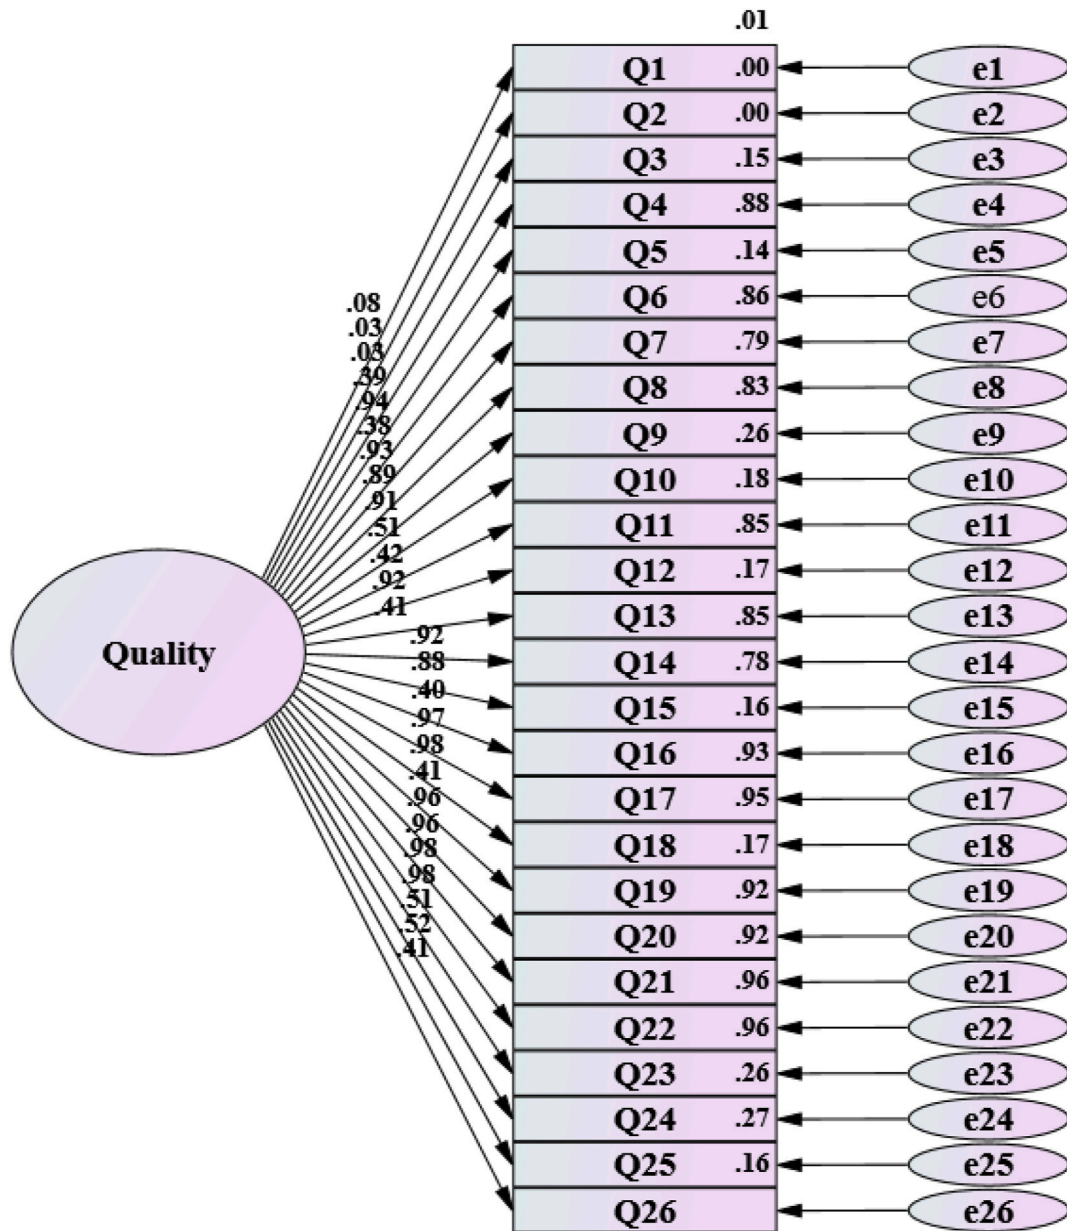 .01
Q1 .00 e1
Q2 .00 e2
Q3 .15 e3
Q4 .88 e4
Q5 .14 e5
Q6 .86 e6
Q7 .79 e7
Q8 .83 e8
Q9 .26 e9
Q10 .18 e10
Q11 .85 e11
Q12 .17 e12
Q13 .85 e13
Q14 .78 e14
Q15 .16 e15
Q16 .93 e16
Q17 .95 e17
Q18 .17 e18
Q19 .92 e19
Q20 .92 e20
Q21 .96 e21
Q22 .96 e22
Q23 .26 e23
Q24 .27 e24
Q25 .16 e25
Q26 e26
.08
.03
.03
.39
.94
.38
.93
.89
.91
.51
.42
.92
.41
.92
.88
.40
.97
.98
.41
.96
.96
.98
.98
.51
.52
.41
Quality